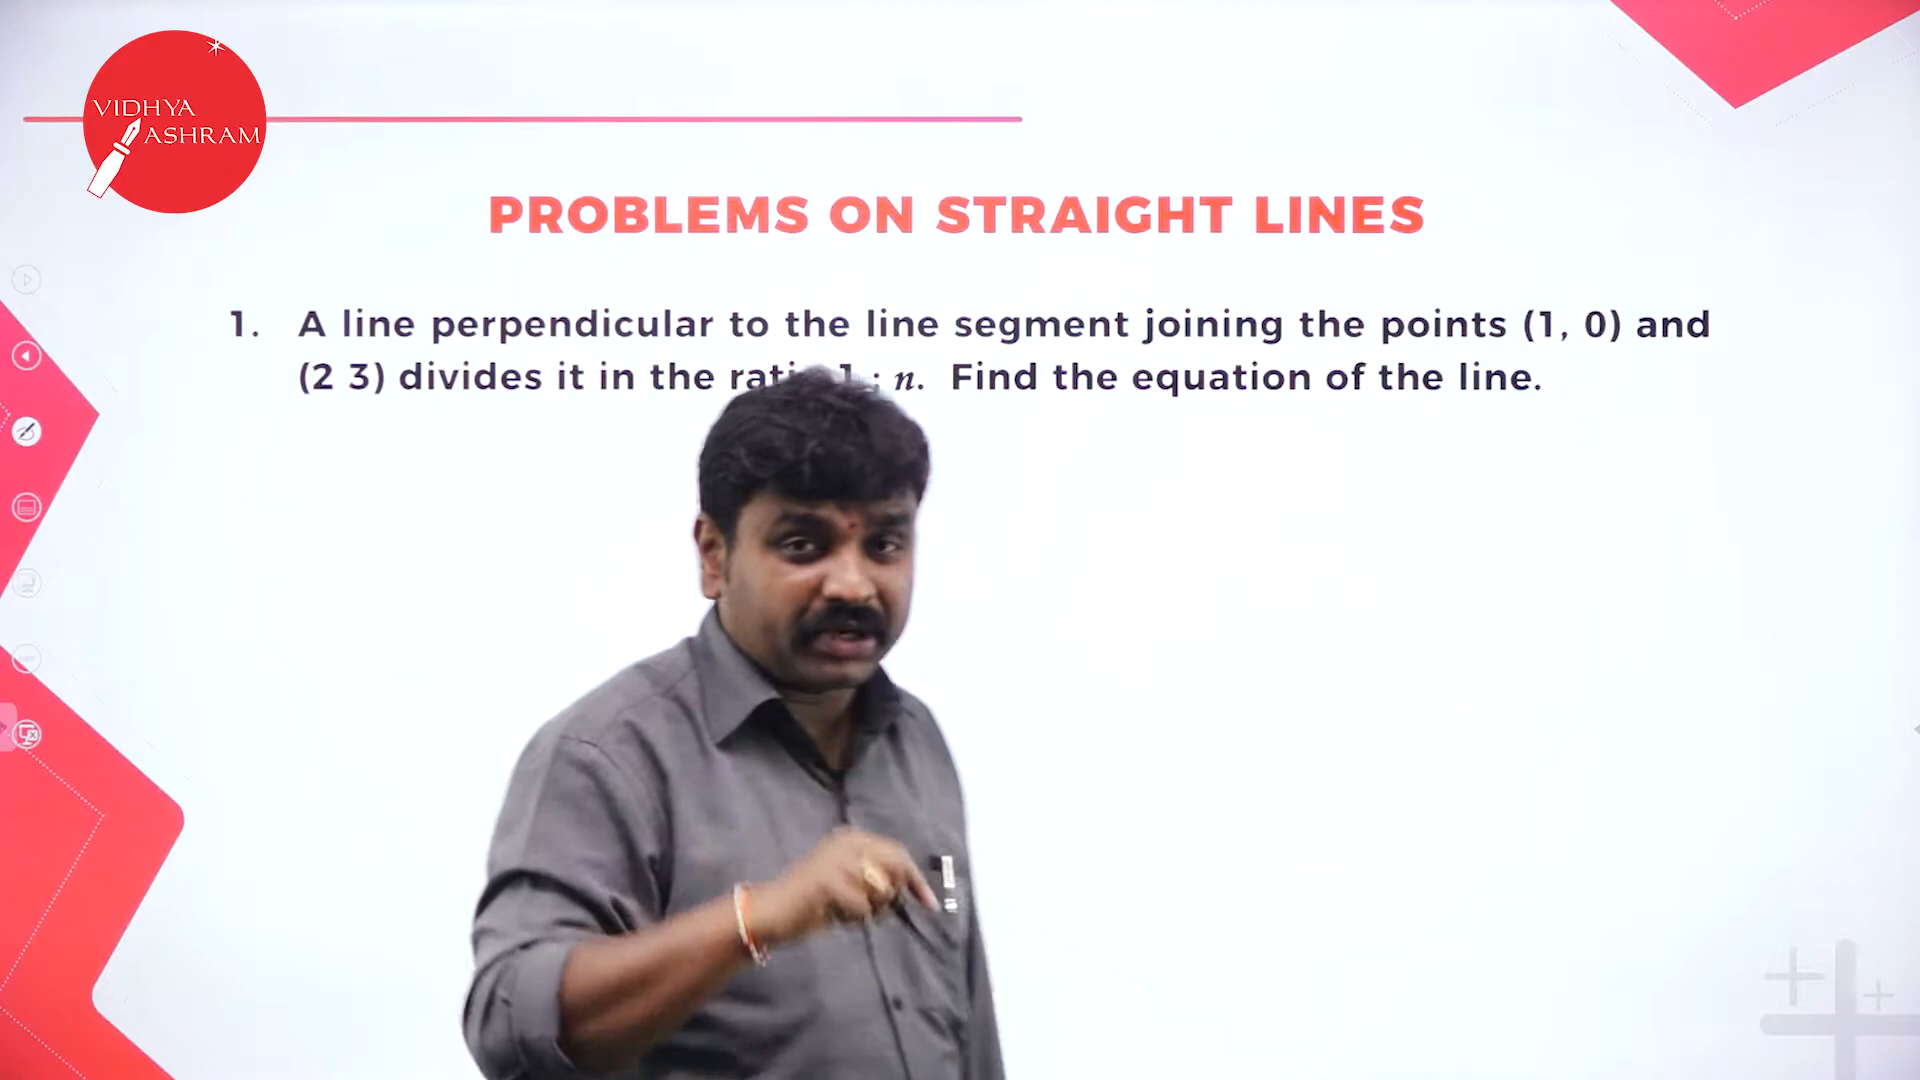 VIDHYA
ASHRAM
PROBLEMS ON STRAIGHT LINES
1. A line perpendicular to the line segment joining the points (1, 0) and
(2 3) divides it in the : n. Find the equation of the line.